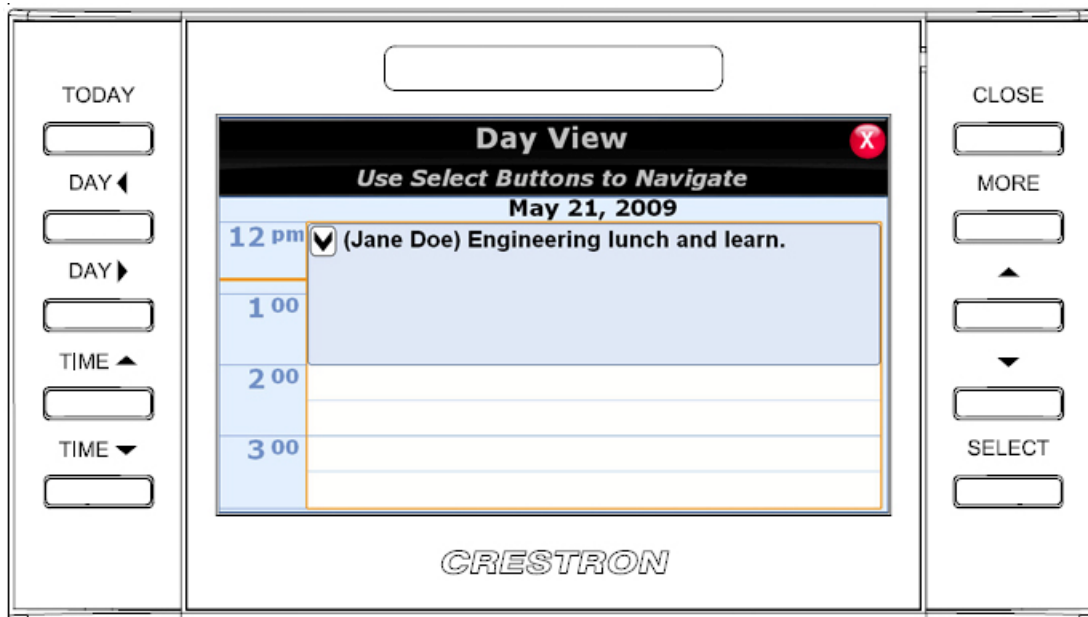 TODAY
DAY
DAY
TIME
TIME
Day View
X
Use Select Buttons to Navigate
May 21, 2009
12 pm
(Jane Doe) Engineering lunch and learn.
1 00
2 00
3 00
CRESTRON
CLOSE
MORE
SELECT